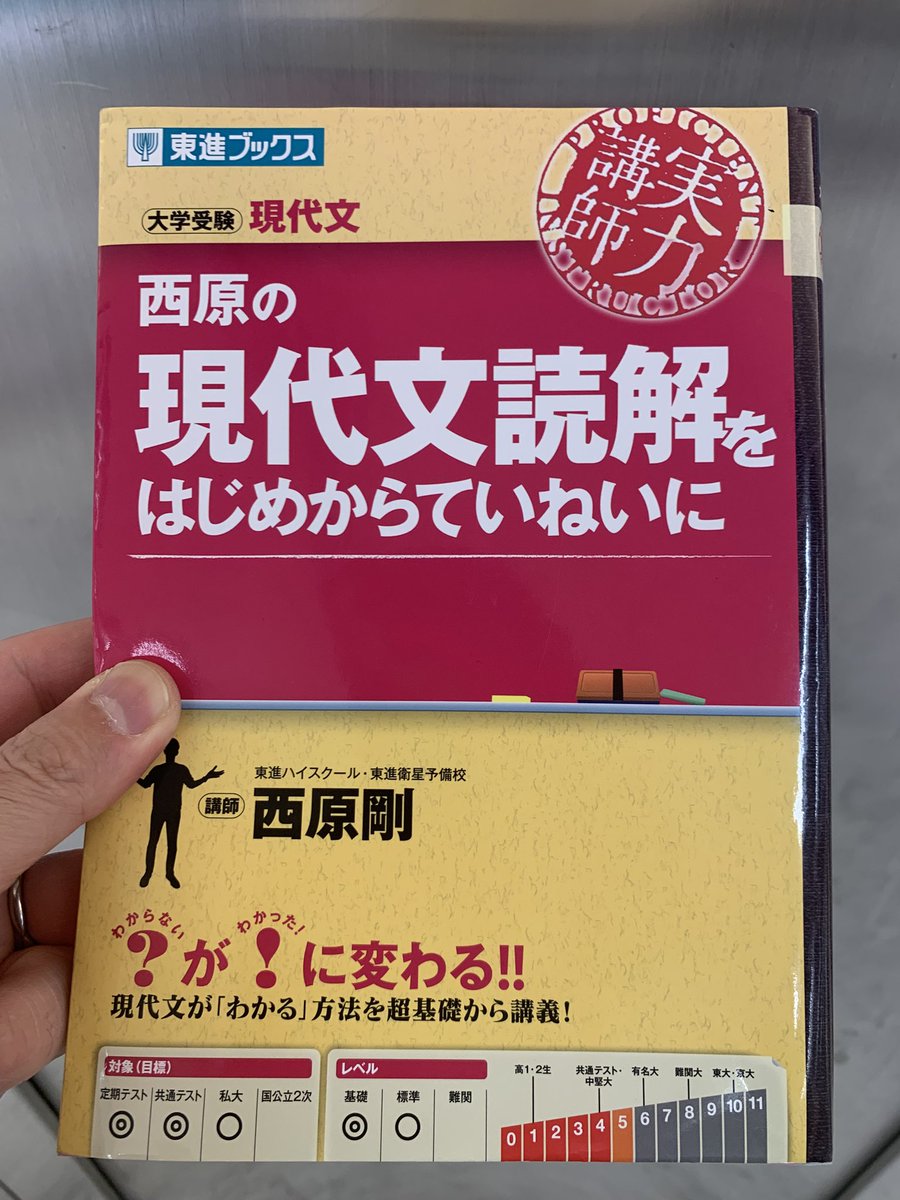 東進ブックス
大学受験 現代文
PROFICIENT
実力
講師
INSTRUCTOR
西原の
現代文読解を
はじめからていねいに
東進ハイスクール・東進衛星予備校
講師 西原剛
わからない わかった!
?が!に変わる!!
現代文が「わかる」方法を超基礎から講義!
対象(目標)
定期テスト 共通テスト 私大 国公立2次
◎ ◎ ○
レベル
基礎 標準 難関
◎ ○
高1・2生 共通テスト・中堅大 有名大 難関大 東大・京大
0 1 2 3 4 5 6 7 8 9 10 11